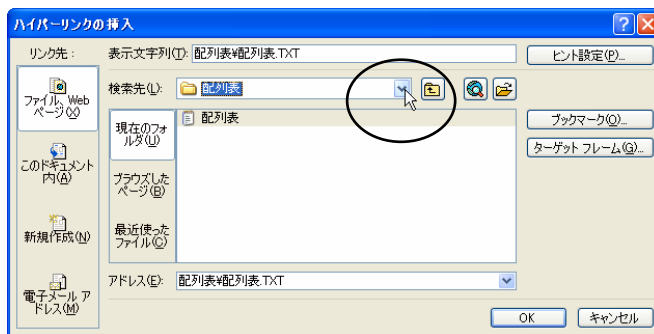 ハイパーリンクの挿入
リンク先:
表示文字列(T): 配列表¥配列表.TXT
ヒント設定(P)...
ファイル、Web
ページ(X)
検索先(L):
配列表
現在のフォ
ルダ(U)
配列表
ブックマーク(O)...
ターゲット フレーム(G)...
このドキュメント
内(A)
ブラウズした
ページ(B)
新規作成(N)
最近使った
ファイル(C)
電子メール ア
ドレス(M)
アドレス(E): 配列表¥配列表.TXT
OK
キャンセル